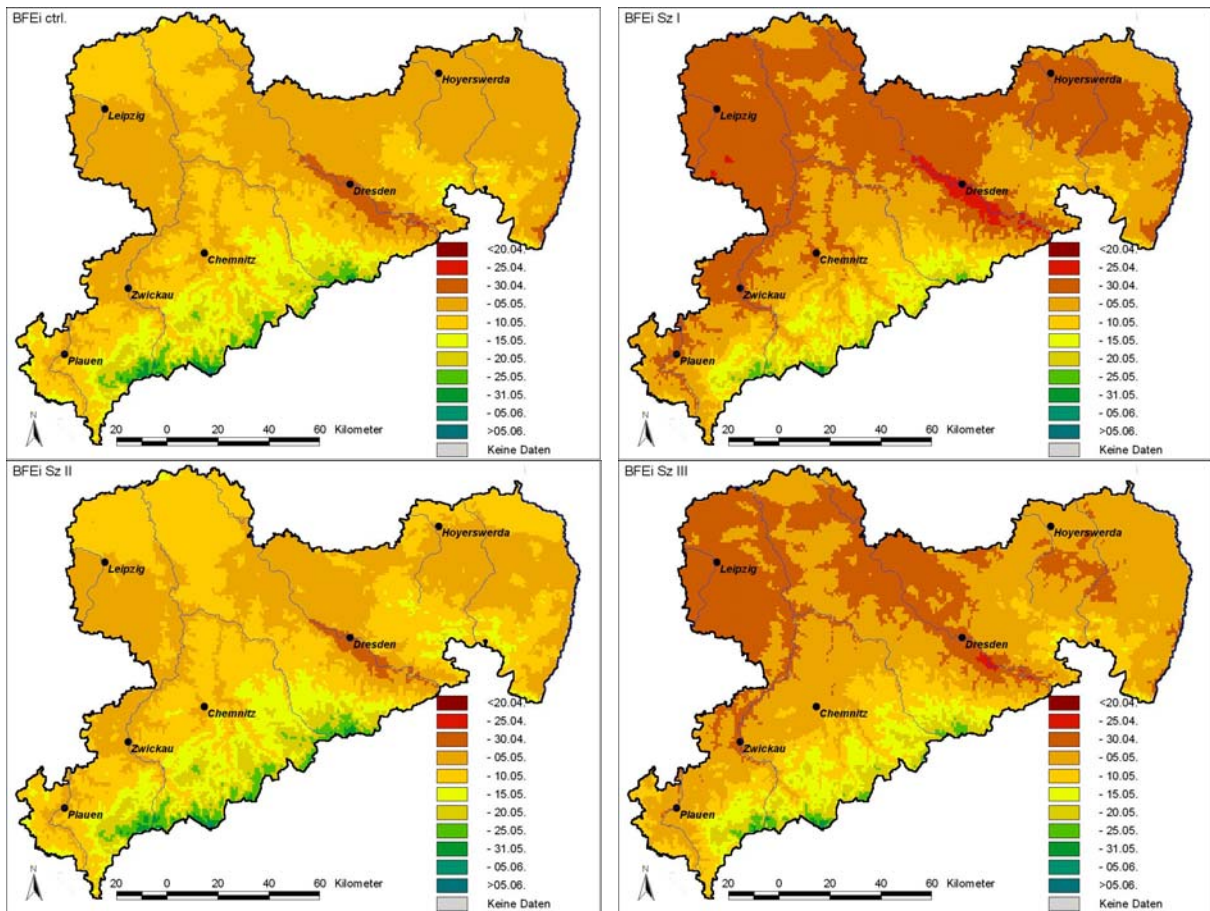 BFEi ctrl.
Hoyerswerda
Leipzig
Dresden
Chemnitz
Zwickau
Plauen
<20.04.
- 25.04.
- 30.04.
- 05.05.
- 10.05.
- 15.05.
- 20.05.
- 25.05.
- 31.05.
- 05.06.
>05.06.
Keine Daten
N
20 0 20 40 60 Kilometer
BFEi Sz I
Hoyerswerda
Leipzig
Dresden
Chemnitz
Zwickau
Plauen
<20.04.
- 25.04.
- 30.04.
- 05.05.
- 10.05.
- 15.05.
- 20.05.
- 25.05.
- 31.05.
- 05.06.
>05.06.
Keine Daten
N
20 0 20 40 60 Kilometer
BFEi Sz II
Hoyerswerda
Leipzig
Dresden
Chemnitz
Zwickau
Plauen
<20.04.
- 25.04.
- 30.04.
- 05.05.
- 10.05.
- 15.05.
- 20.05.
- 25.05.
- 31.05.
- 05.06.
>05.06.
Keine Daten
N
20 0 20 40 60 Kilometer
BFEi Sz III
Hoyerswerda
Leipzig
Dresden
Chemnitz
Zwickau
Plauen
<20.04.
- 25.04.
- 30.04.
- 05.05.
- 10.05.
- 15.05.
- 20.05.
- 25.05.
- 31.05.
- 05.06.
>05.06.
Keine Daten
N
20 0 20 40 60 Kilometer